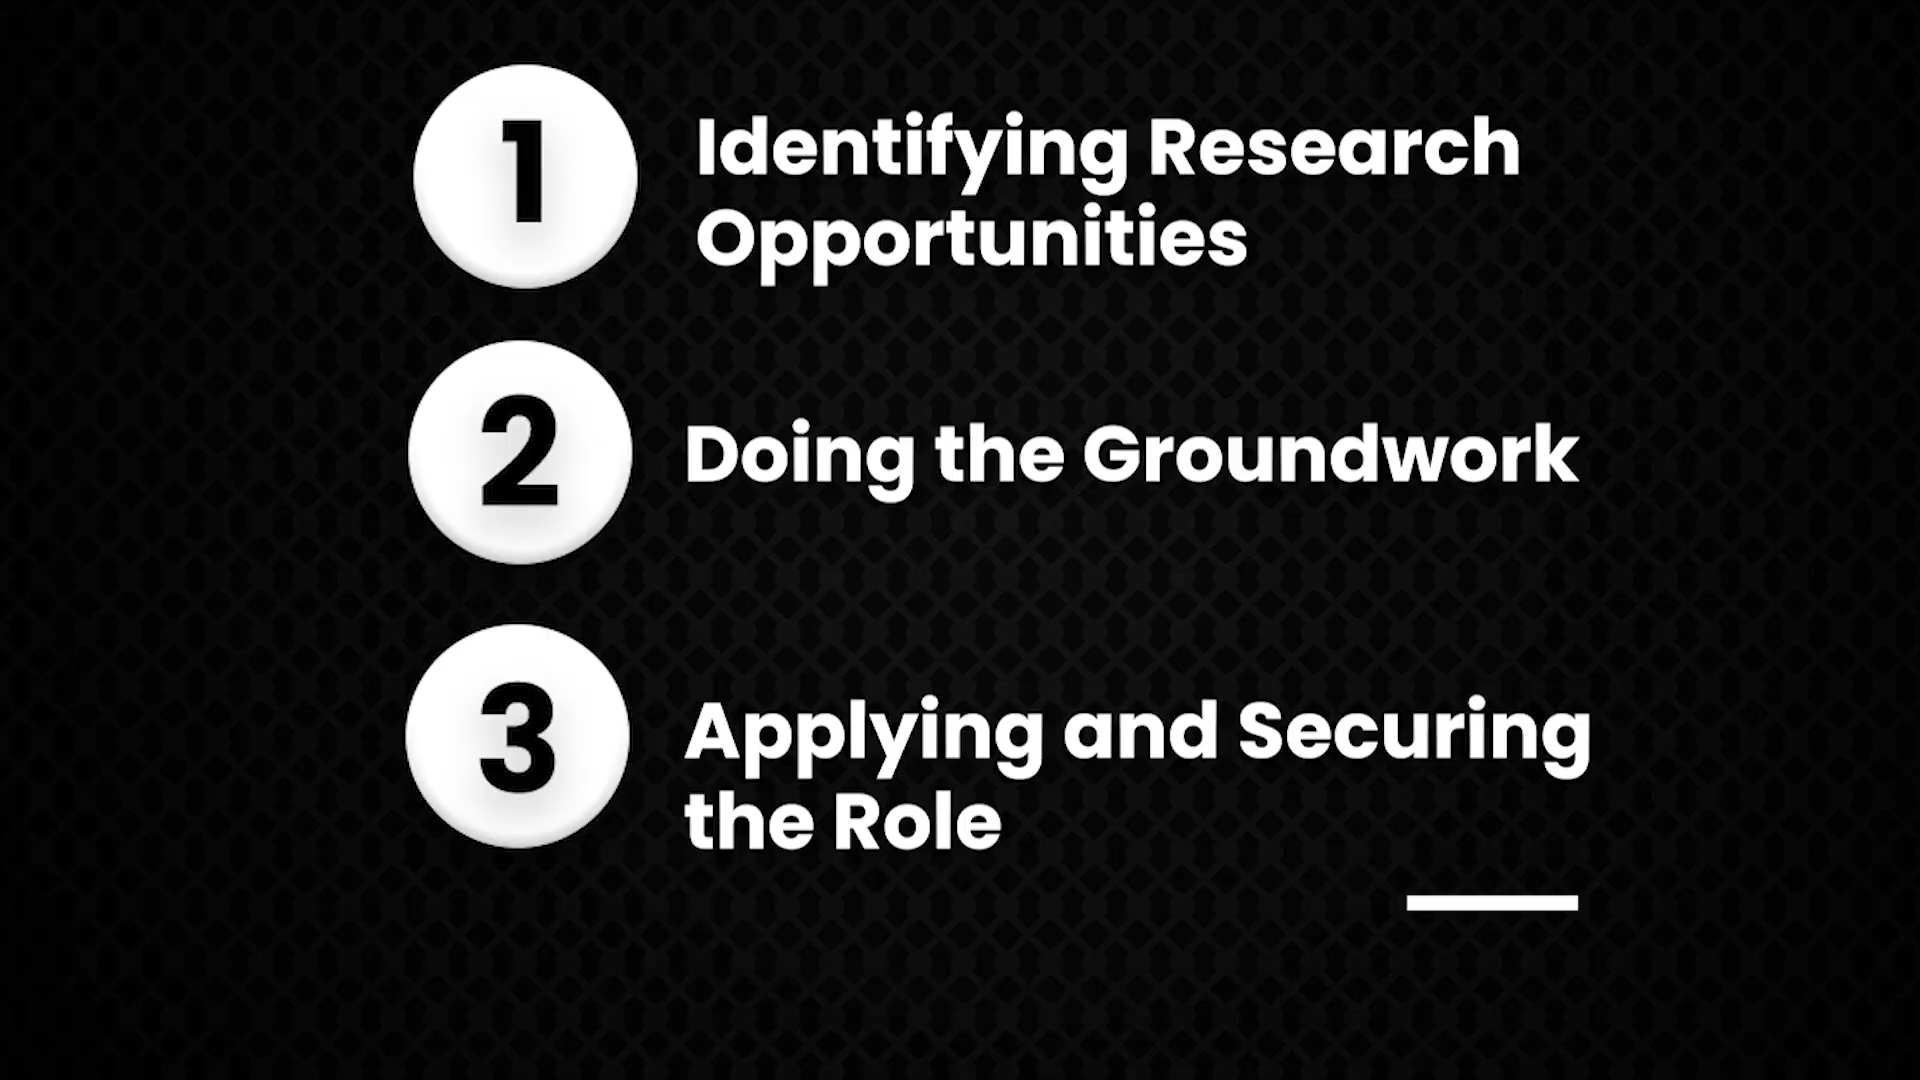 1
Identifying Research
Opportunities
2
Doing the Groundwork
3
Applying and Securing
the Role